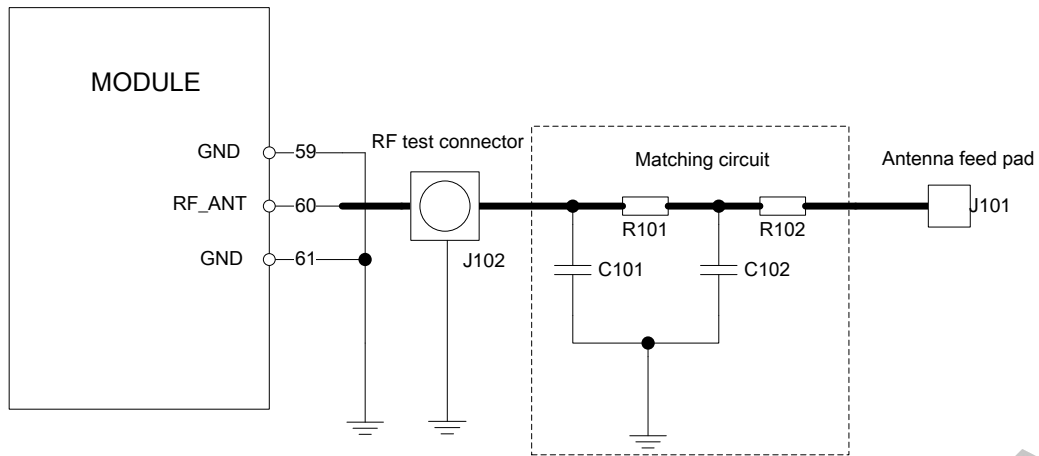 MODULE
GND 59
RF_ANT 60
GND 61
RF test connector
J102
Matching circuit
R101
R102
C101
C102
Antenna feed pad
J101